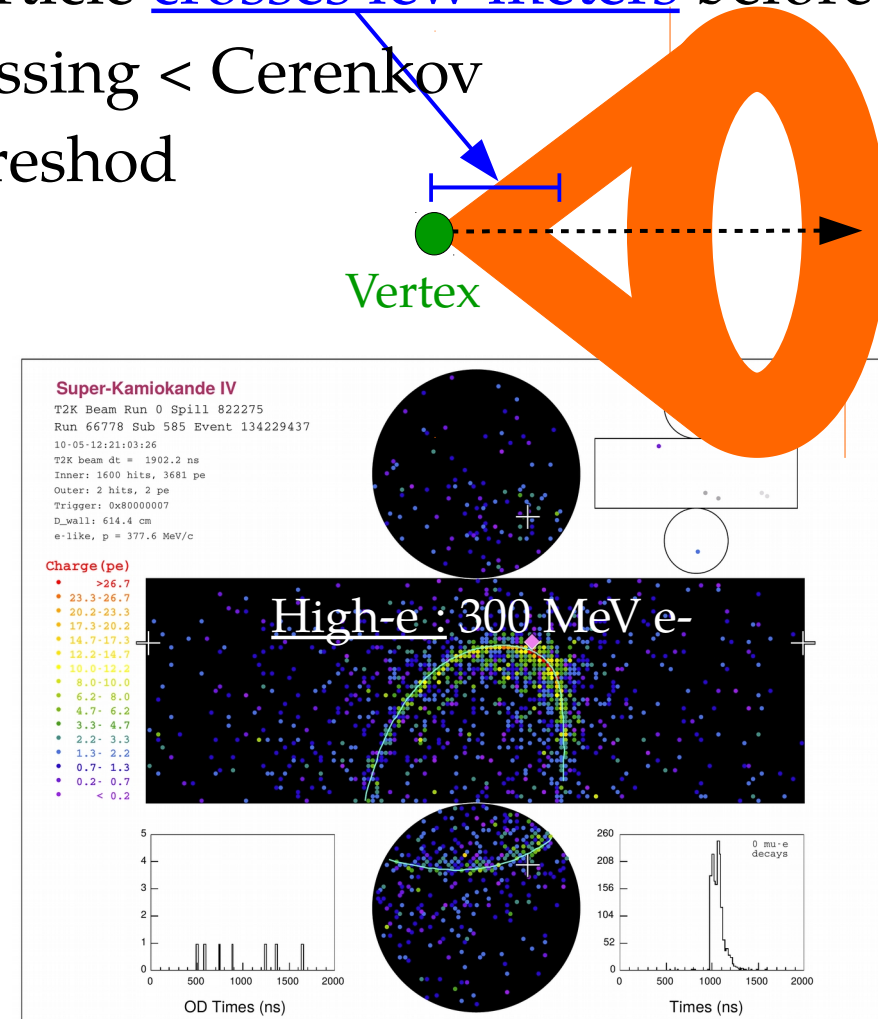 crosses few meters before
ssing < Cerenkov
reshod
Vertex
Super-Kamiokande IV
T2K Beam Run 0 Spill 822275
Run 66778 Sub 585 Event 134229437
10-05-12:21:03:26
T2K beam dt = 1902.2 ns
Inner: 1600 hits, 3681 pe
Outer: 2 hits, 2 pe
Trigger: 0x80000007
D_wall: 614.4 cm
e-like, p = 377.6 MeV/c
Charge(pe)
>26.7
23.3-26.7
20.2-23.3
17.3-20.2
14.7-17.3
12.2-14.7
10.0-12.2
8.0-10.0
6.2- 8.0
4.7- 6.2
3.3- 4.7
2.2- 3.3
1.3- 2.2
0.7- 1.3
0.2- 0.7
< 0.2
High-e : 300 MeV e-
5
4
3
2
1
0
0 500 1000 1500 2000
OD Times (ns)
0 mu-e
decays
260
208
156
104
52
0
0 500 1000 1500 2000
Times (ns)